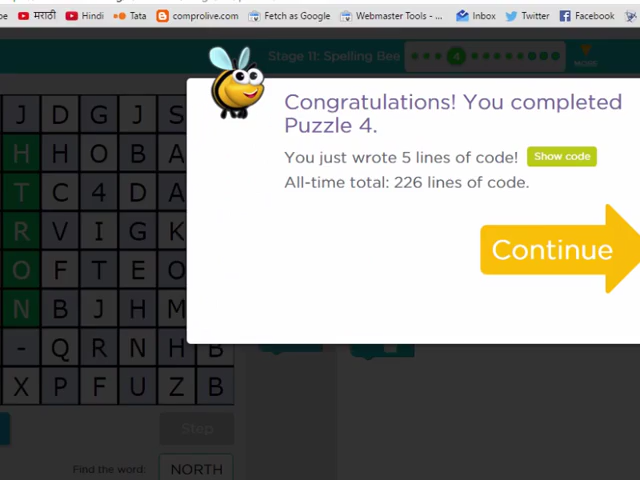 मराठी Hindi Tata comprolive.com Fetch as Google Webmaster Tools - ... Inbox Twitter Facebook
Stage 11: Spelling Bee 4 MORE
Congratulations! You completed
Puzzle 4.
You just wrote 5 lines of code! Show code
All-time total: 226 lines of code.
Continue
J D G J S
H H O B A
T C 4 D A
R V I G K
O F T E O
N B J H M
- Q R N H B
X P F U Z B
Step
Find the word: NORTH